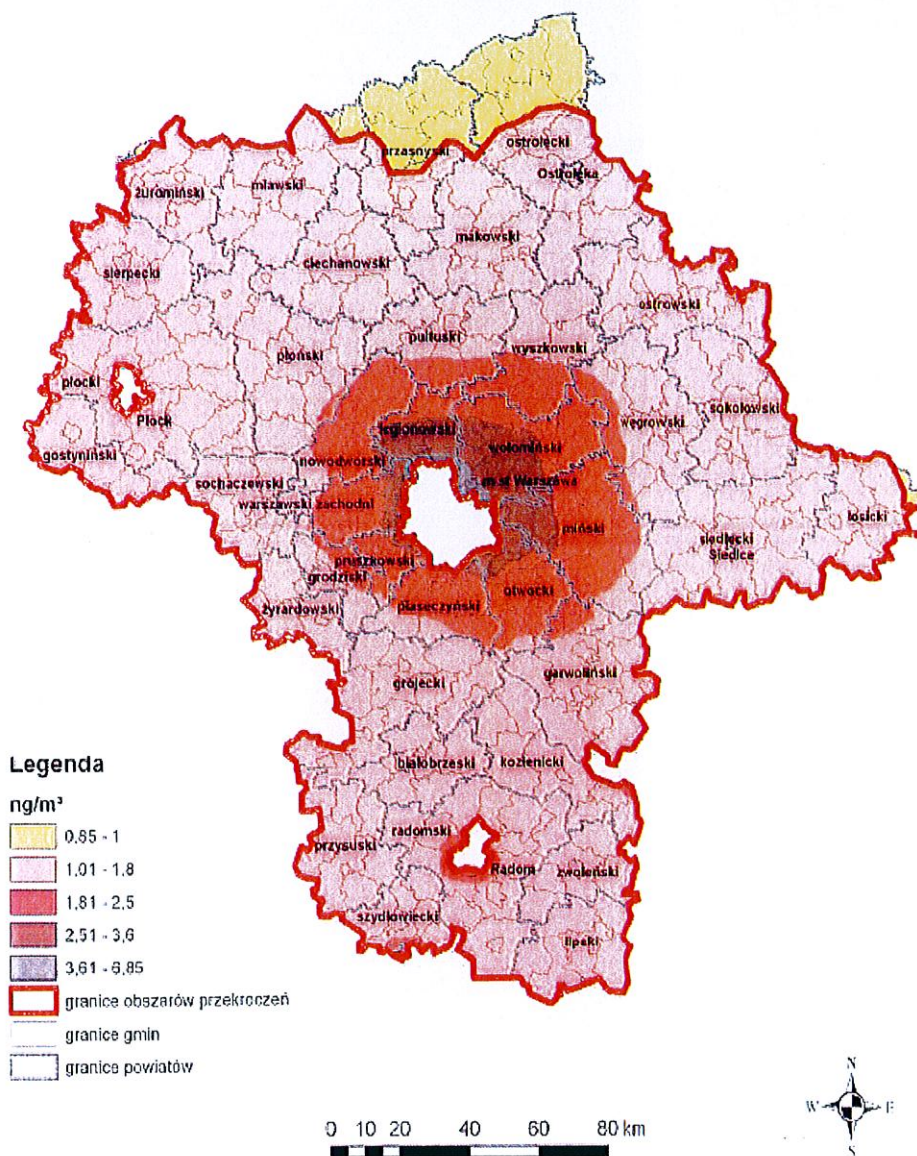 przasnyski
ostrołęcki
Ostrołęka
żuromiński
mławski
makowski
ciechanowski
sierpecki
ostrowski
pułtuski
wyszkowski
płoński
płocki
Płock
sokołowski
węgrowski
legionowski
wołomiński
gostyniński
nowodworski
sochaczewski
m.st Warszawa
warszawski zachodni
miński
łosicki
siedlecki
Siedlce
pruszkowski
grodziski
otwocki
piaseczyński
żyrardowski
garwoliński
grójecki
białobrzeski
kozienicki
radomski
przysuski
Radom
zwoleński
szydłowiecki
lipski
Legenda
ng/m³
0,85 - 1
1,01 - 1,8
1,81 - 2,5
2,51 - 3,6
3,61 - 6,85
granice obszarów przekroczeń
granice gmin
granice powiatów
N
W E
S
0 10 20 40 60 80 km